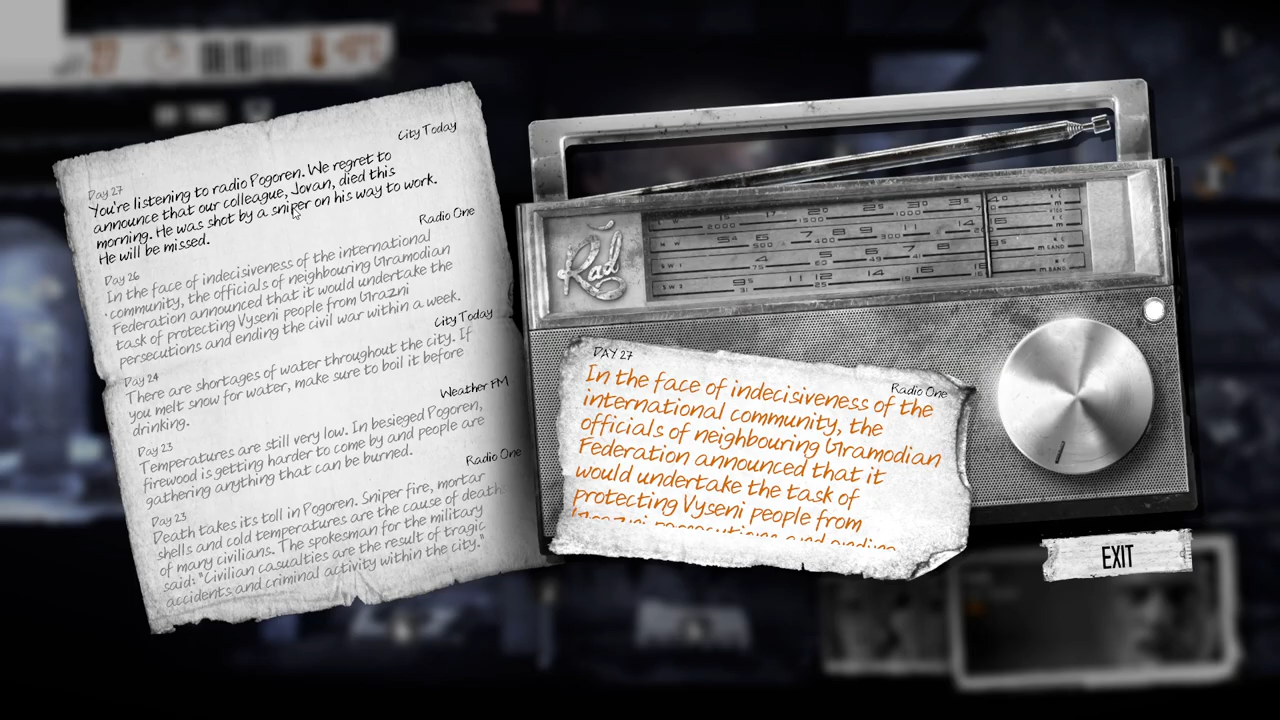 27
City Today
Day 27
You're listening to radio Pogoren. We regret to
announce that our colleague, Jovan, died this
morning. He was shot by a sniper on his way to work.
He will be missed.
Radio One
Day 26
In the face of indecisiveness of the international
community, the officials of neighbouring Gramodian
Federation announced that it would undertake the
task of protecting Vyseni people from Grazni
persecutions and ending the civil war within a week.
City Today
Day 24
There are shortages of water throughout the city. If
you melt snow for water, make sure to boil it before
drinking.
Weather FM
Day 23
Temperatures are still very low. In besieged Pogoren,
firewood is getting harder to come by and people are
gathering anything that can be burned.
Radio One
Day 23
Death takes its toll in Pogoren. Sniper fire, mortar
shells and cold temperatures are the cause of death
of many civilians. The spokesman for the military
said: "Civilian casualties are the result of tragic
accidents and criminal activity within the city."
Rad
DAY 27
Radio One
In the face of indecisiveness of the
international community, the
officials of neighbouring Gramodian
Federation announced that it
would undertake the task of
protecting Vyseni people from
Grazni persecutions and ending
EXIT